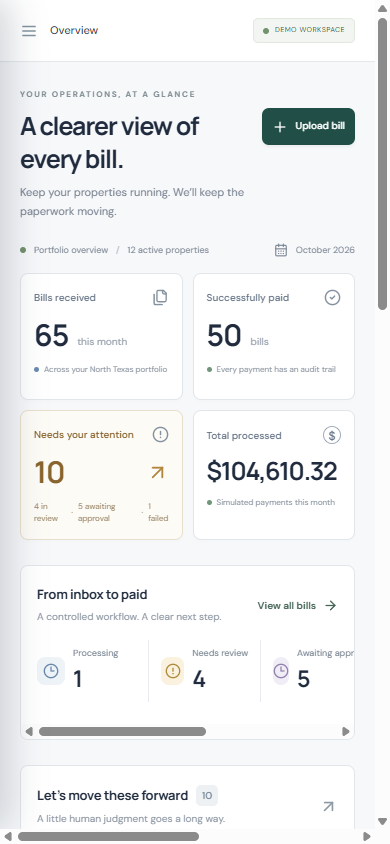 Overview
DEMO WORKSPACE
YOUR OPERATIONS, AT A GLANCE
A clearer view of
every bill.
Upload bill
Keep your properties running. We'll keep the
paperwork moving.
Portfolio overview / 12 active properties
October 2026
Bills received
65 this month
Across your North Texas portfolio
Successfully paid
50 bills
Every payment has an audit trail
Needs your attention
10
4 in
review
·
5 awaiting
approval
·
1
failed
Total processed
$104,610.32
Simulated payments this month
From inbox to paid
A controlled workflow. A clear next step.
View all bills
Processing
1
Needs review
4
Awaiting appr
5
Let's move these forward 10
A little human judgment goes a long way.